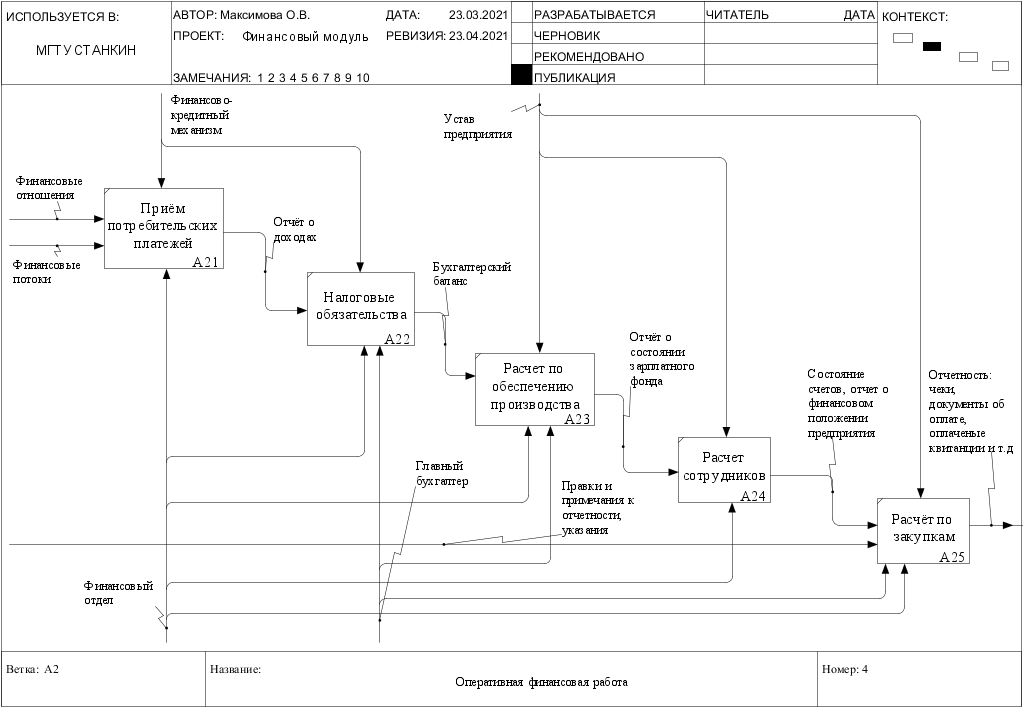 ИСПОЛЬЗУЕТСЯ В:
МГТУ СТАНКИН
АВТОР: Максимова О.В.
ДАТА: 23.03.2021
ПРОЕКТ: Финансовый модуль
РЕВИЗИЯ: 23.04.2021
ЗАМЕЧАНИЯ: 1 2 3 4 5 6 7 8 9 10
РАЗРАБАТЫВАЕТСЯ
ЧЕРНОВИК
РЕКОМЕНДОВАНО
ПУБЛИКАЦИЯ
ЧИТАТЕЛЬ ДАТА
КОНТЕКСТ:
Финансово-
кредитный
механизм
Устав
предприятия
Финансовые
отношения
Финансовые
потоки
Приём
потребительских
платежей
A21
Отчёт о
доходах
Налоговые
обязательства
A22
Бухгалтерский
баланс
Расчет по
обеспечению
производства
A23
Отчёт о
состоянии
зарплатного
фонда
Расчет
сотрудников
A24
Состояние
счетов, отчет о
финансовом
положении
предприятия
Отчетность:
чеки,
документы об
оплате,
оплаченые
квитанции и т.д
Расчёт по
закупкам
A25
Главный
бухгалтер
Правки и
примечания к
отчетности,
указания
Финансовый
отдел
Ветка: A2
Название:
Оперативная финансовая работа
Номер: 4